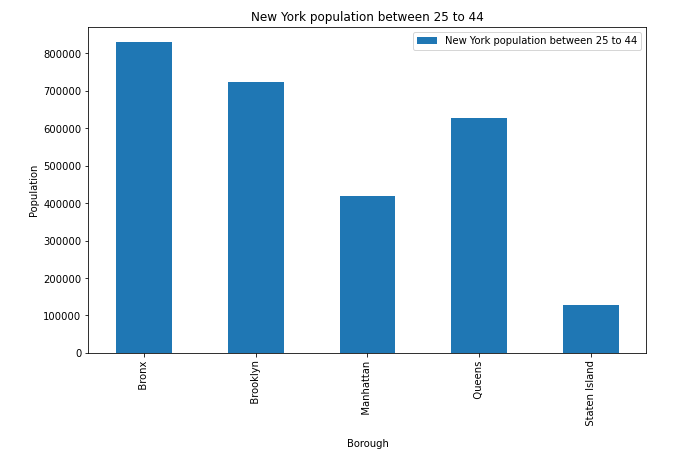 New York population between 25 to 44
New York population between 25 to 44
800000
700000
600000
500000
400000
300000
200000
100000
0
Population
Bronx
Brooklyn
Manhattan
Queens
Staten Island
Borough